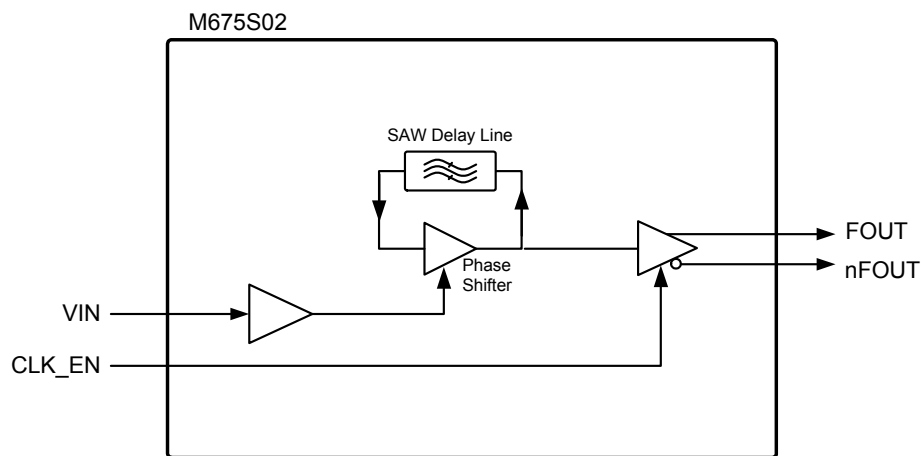 M675S02
SAW Delay Line
Phase
Shifter
FOUT
nFOUT
VIN
CLK_EN